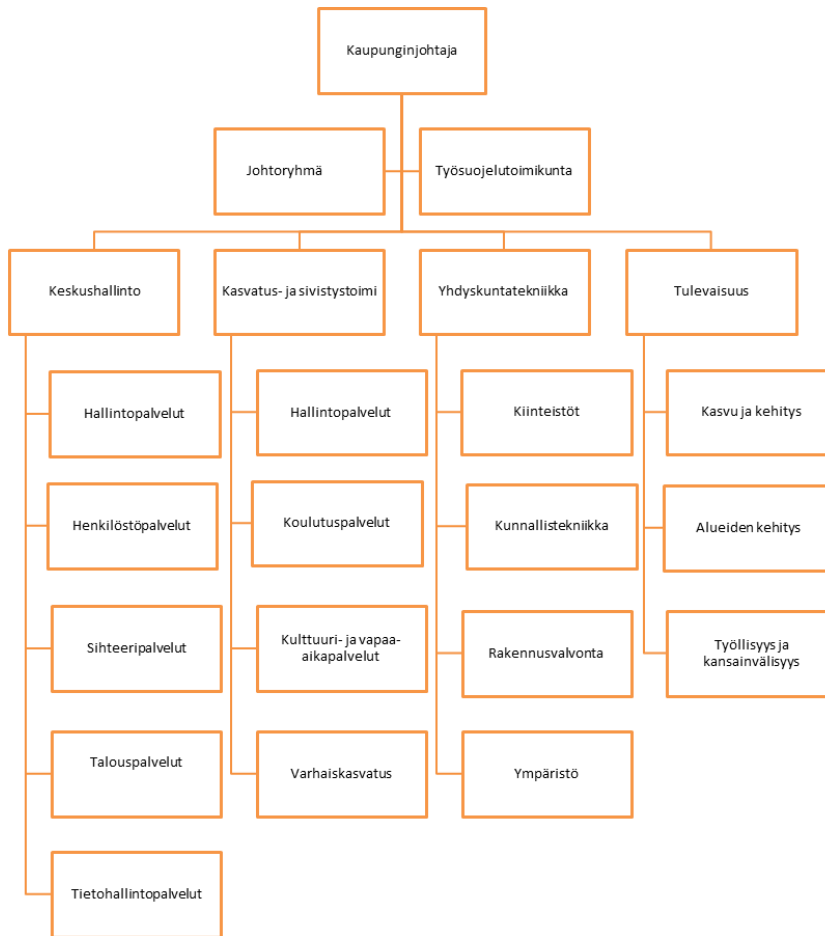 Kaupunginjohtaja
Johtoryhmä
Työsuojelutoimikunta
Keskushallinto
Kasvatus- ja sivistystoimi
Yhdyskuntatekniikka
Tulevaisuus
Hallintopalvelut
Hallintopalvelut
Kiinteistöt
Kasvu ja kehitys
Henkilöstöpalvelut
Koulutuspalvelut
Kunnallistekniikka
Alueiden kehitys
Sihteeripalvelut
Kulttuuri- ja vapaa-
aikapalvelut
Rakennusvalvonta
Työllisyys ja
kansainvälisyys
Talouspalvelut
Varhaiskasvatus
Ympäristö
Tietohallintopalvelut